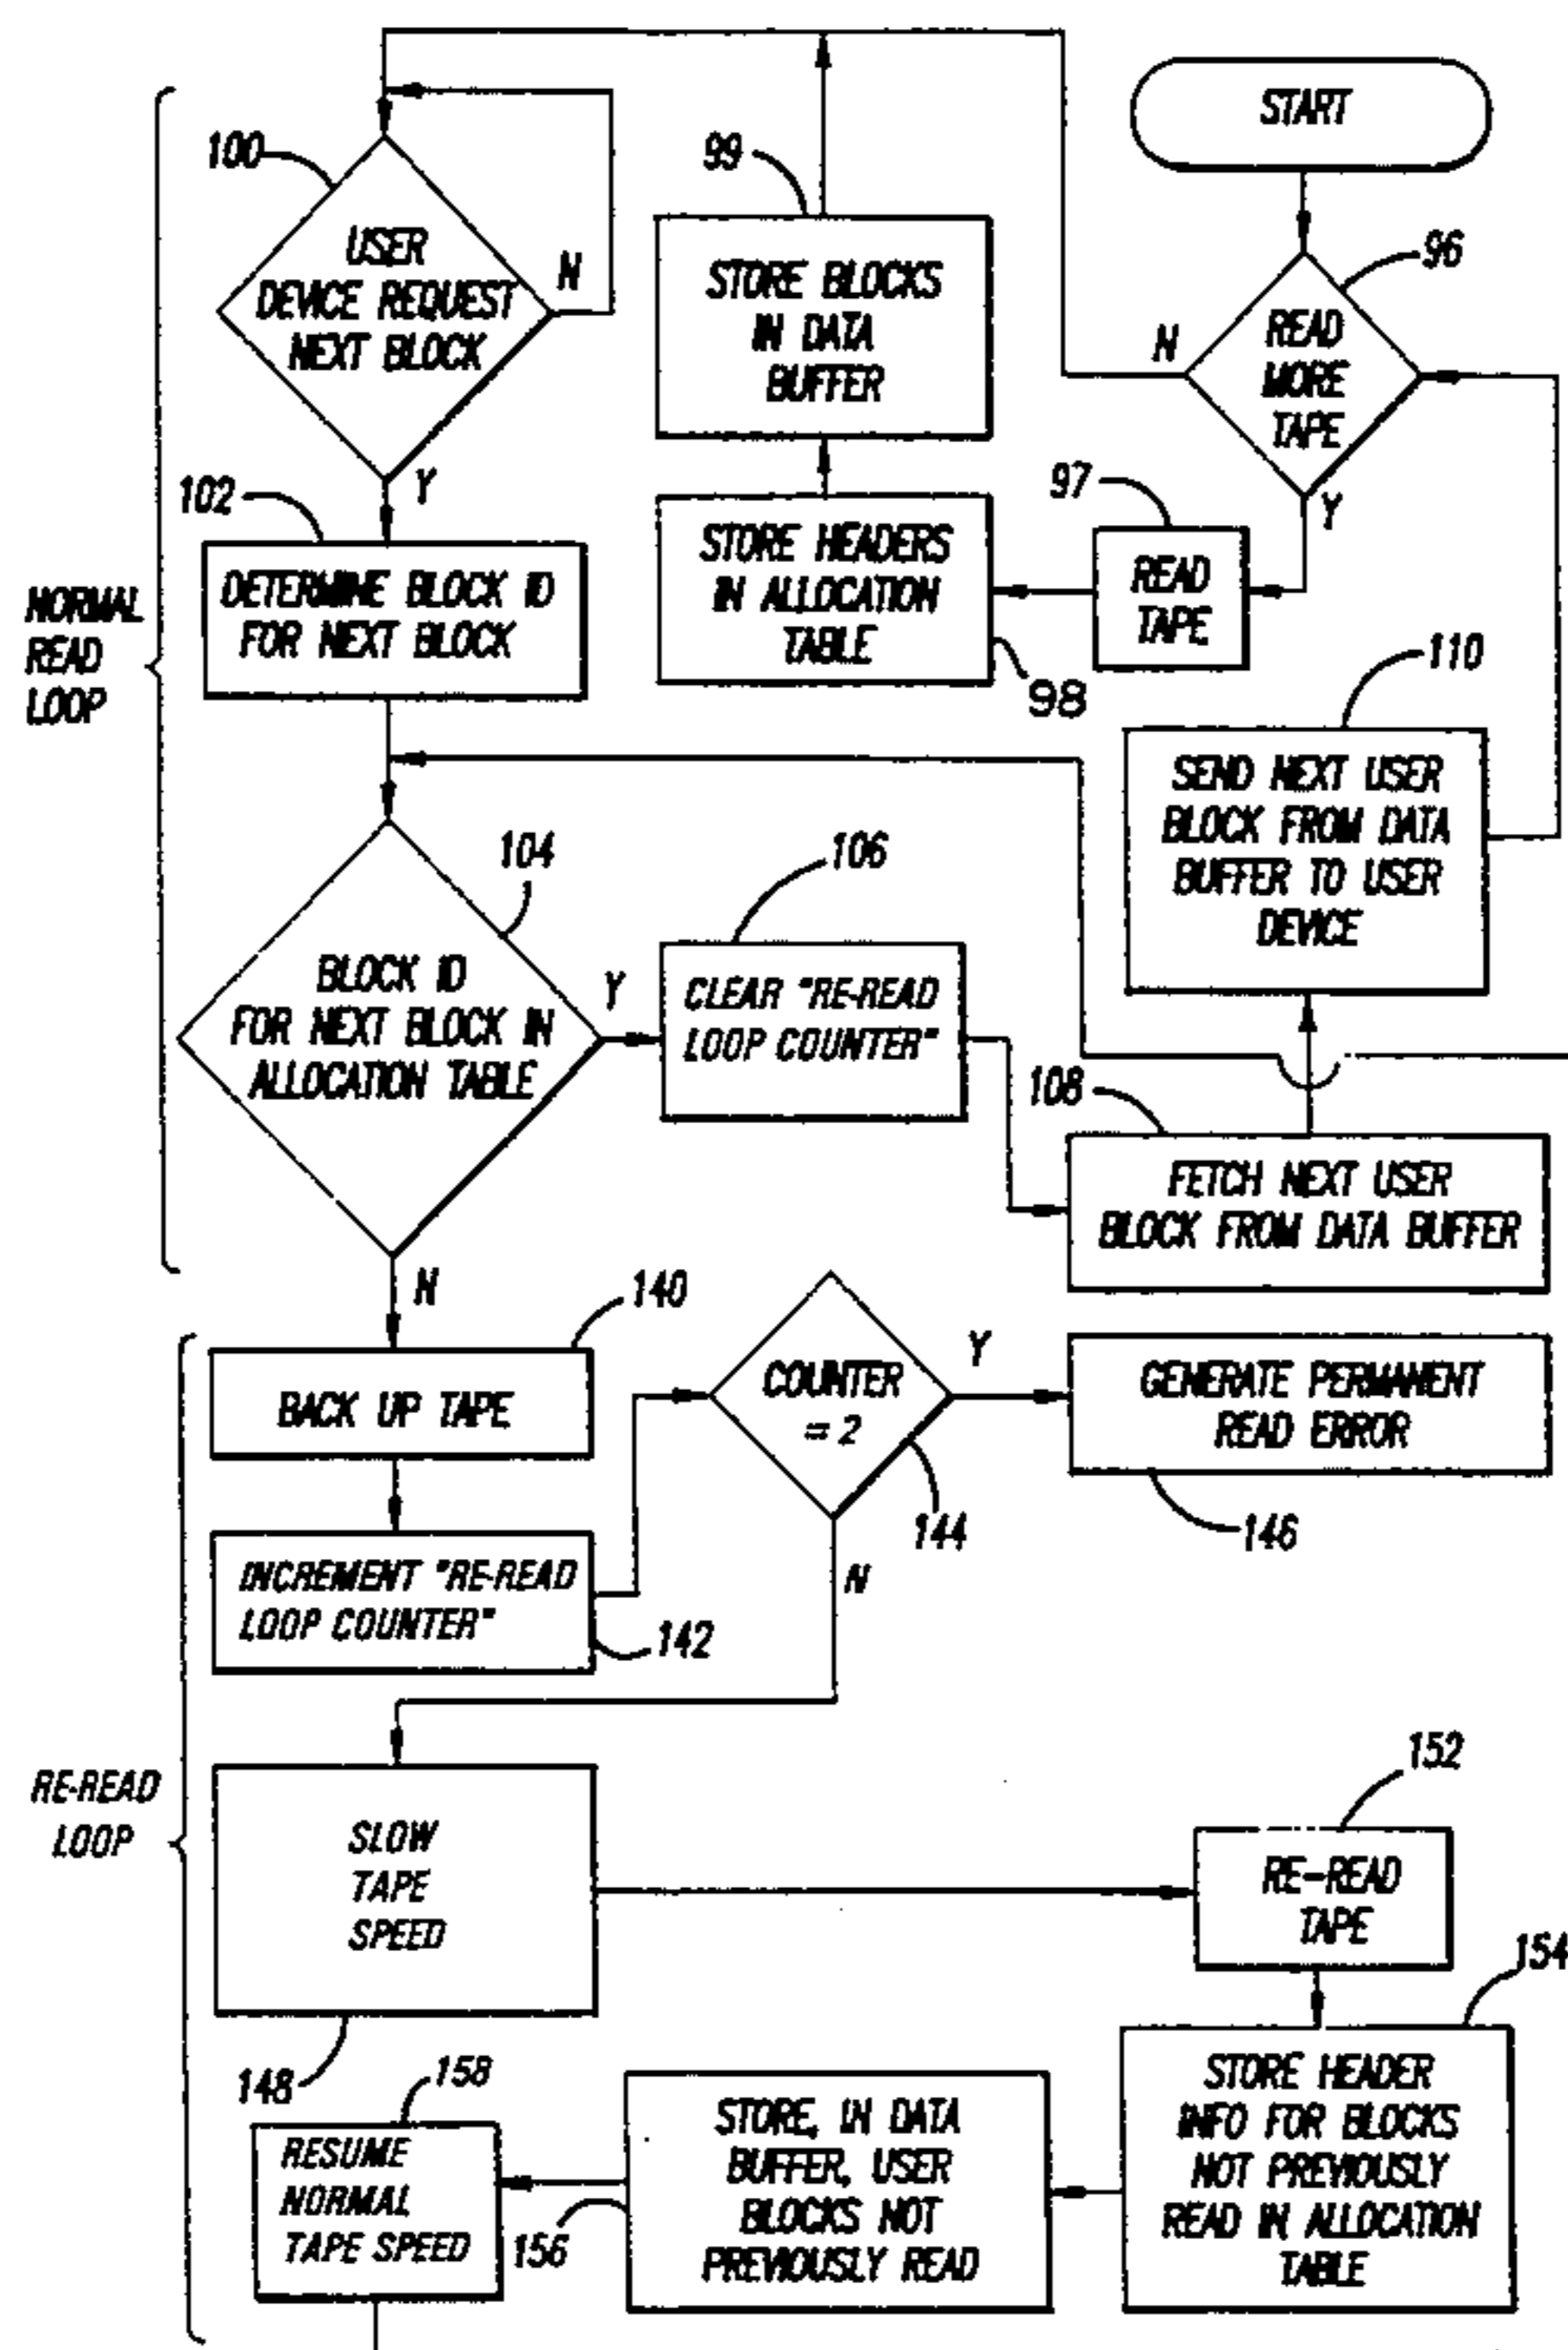 START
96
READ
MORE
TAPE
N
Y
97
READ
TAPE
STORE HEADERS
IN ALLOCATION
TABLE
98
99
STORE BLOCKS
IN DATA
BUFFER
NORMAL
READ
LOOP
100
USER
DEVICE REQUEST
NEXT BLOCK
N
Y
102
DETERMINE BLOCK ID
FOR NEXT BLOCK
104
BLOCK ID
FOR NEXT BLOCK IN
ALLOCATION TABLE
Y
N
106
CLEAR "RE-READ
LOOP COUNTER"
108
FETCH NEXT USER
BLOCK FROM DATA BUFFER
110
SEND NEXT USER
BLOCK FROM DATA
BUFFER TO USER
DEVICE
RE-READ
LOOP
140
BACK UP TAPE
INCREMENT "RE-READ
LOOP COUNTER"
142
COUNTER
= 2
144
Y
N
GENERATE PERMANENT
READ ERROR
146
SLOW
TAPE
SPEED
148
152
RE-READ
TAPE
154
STORE HEADER
INFO FOR BLOCKS
NOT PREVIOUSLY
READ IN ALLOCATION
TABLE
STORE, IN DATA
BUFFER, USER
BLOCKS NOT
PREVIOUSLY READ
156
158
RESUME
NORMAL
TAPE SPEED